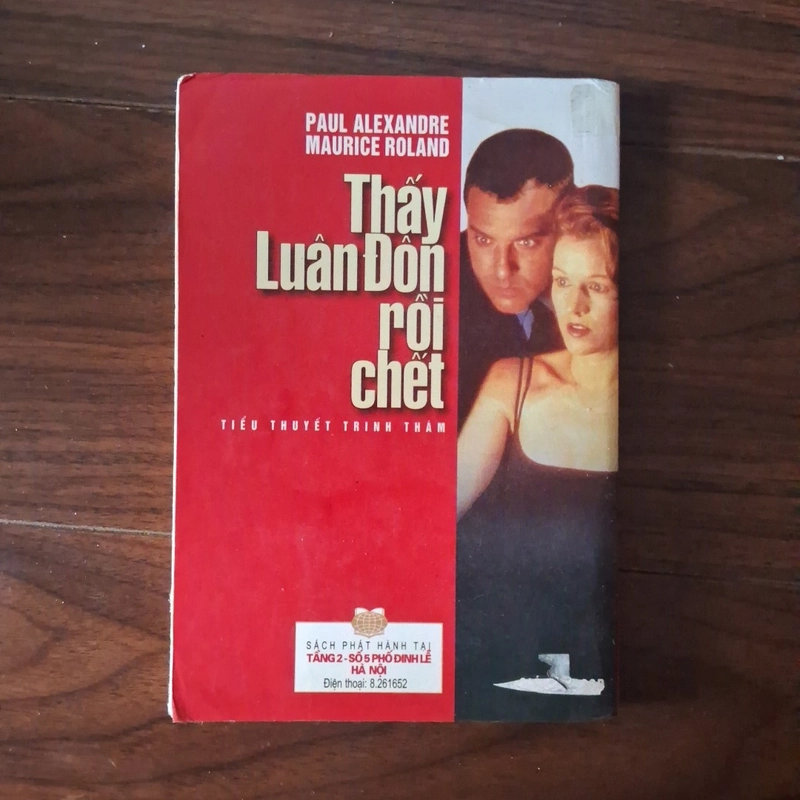 PAUL ALEXANDRE
MAURICE ROLAND
Thấy
Luân Đôn
rồi
chết
TIỂU THUYẾT TRINH THÁM
SÁCH PHÁT HÀNH TẠI
TẦNG 2 - SỐ 5 PHỐ ĐINH LỄ
HÀ NỘI
Điện thoại: 8.261652